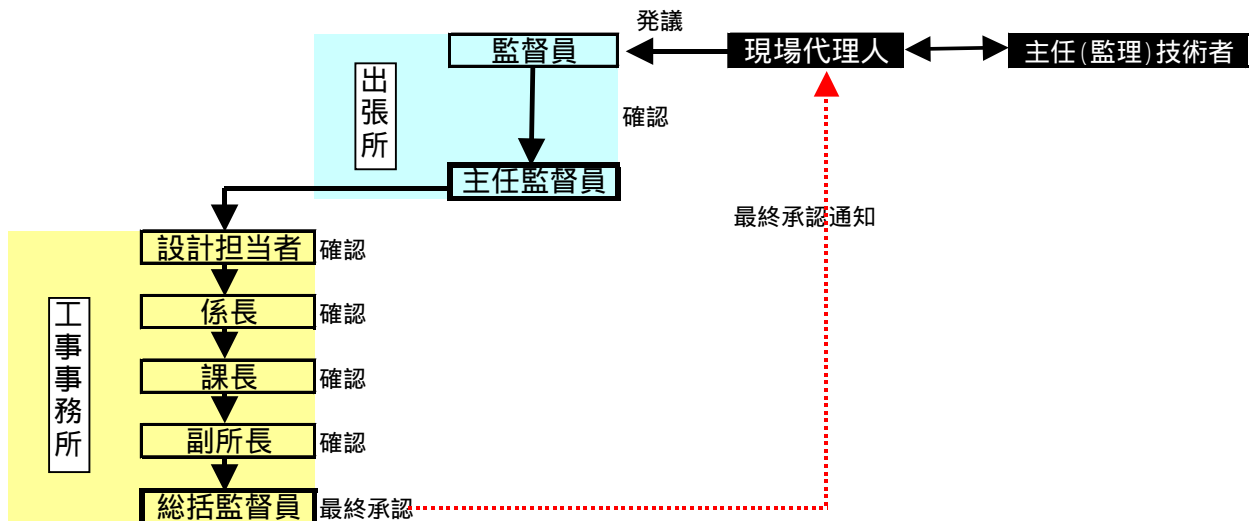 発議
監督員
現場代理人
主任(監理)技術者
出張所
確認
主任監督員
最終承認通知
設計担当者
確認
係長
確認
工事事務所
課長
確認
副所長
確認
総括監督員
最終承認